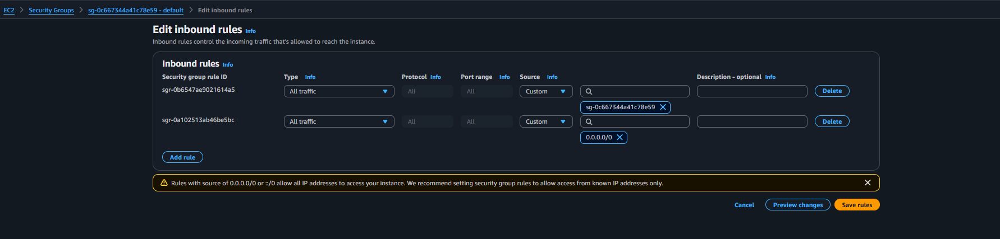 EC2 > Security Groups > sg-0c667344a41c78e59 - default > Edit inbound rules
Edit inbound rules Info
Inbound rules control the incoming traffic that's allowed to reach the instance.
Inbound rules Info
Security group rule ID Type Info Protocol Info Port range Info Source Info Description - optional Info
sgr-0b6547ae9021614a5 All traffic All All Custom Delete
sg-0c667344a41c78e59
sgr-0a102513ab46be5bc All traffic All All Custom Delete
0.0.0.0/0
Add rule
Rules with source of 0.0.0.0/0 or ::/0 allow all IP addresses to access your instance. We recommend setting security group rules to allow access from known IP addresses only.
Cancel Preview changes Save rules